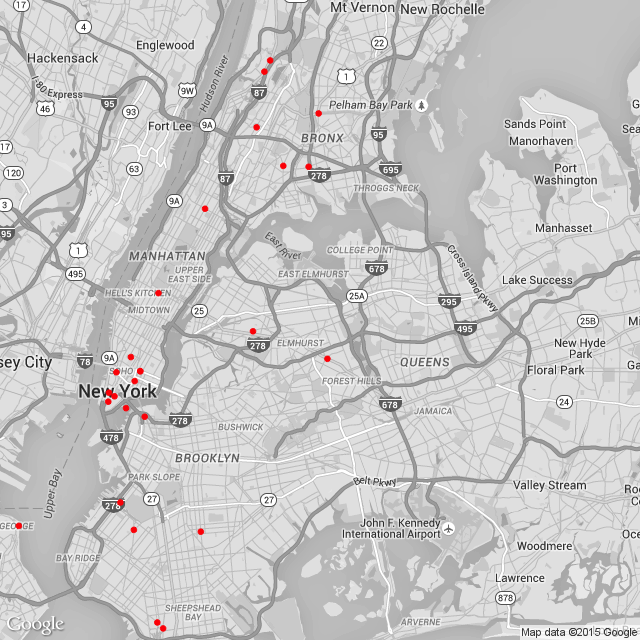 Mt Vernon
New Rochelle
17
4
Englewood
22
Hackensack
I-80 Express
9W
Hudson River
87
1
95
46
93
Pelham Bay Park
Sands Point
Manorhaven
Fort Lee
9A
BRONX
95
17
63
120
87
278
695
Port
Washington
THROGGS NECK
3
9A
95
1
MANHATTAN
East River
COLLEGE POINT
Manhasset
495
UPPER
EAST SIDE
EAST ELMHURST
678
Cross Island Pkwy
Lake Success
HELL'S KITCHEN
MIDTOWN
25
25A
295
25B
495
New Hyde
Park
278
ELMHURST
sey City
78
9A
SOHO
QUEENS
Floral Park
New York
FOREST HILLS
678
24
278
JAMAICA
BUSHWICK
478
BROOKLYN
PARK SLOPE
Belt Pkwy
Valley Stream
Upper Bay
278
27
27
GEORGE
John F. Kennedy
International Airport
BAY RIDGE
Woodmere
Lawrence
878
SHEEPSHEAD
BAY
ARVERNE
Google
Map data ©2015 Google